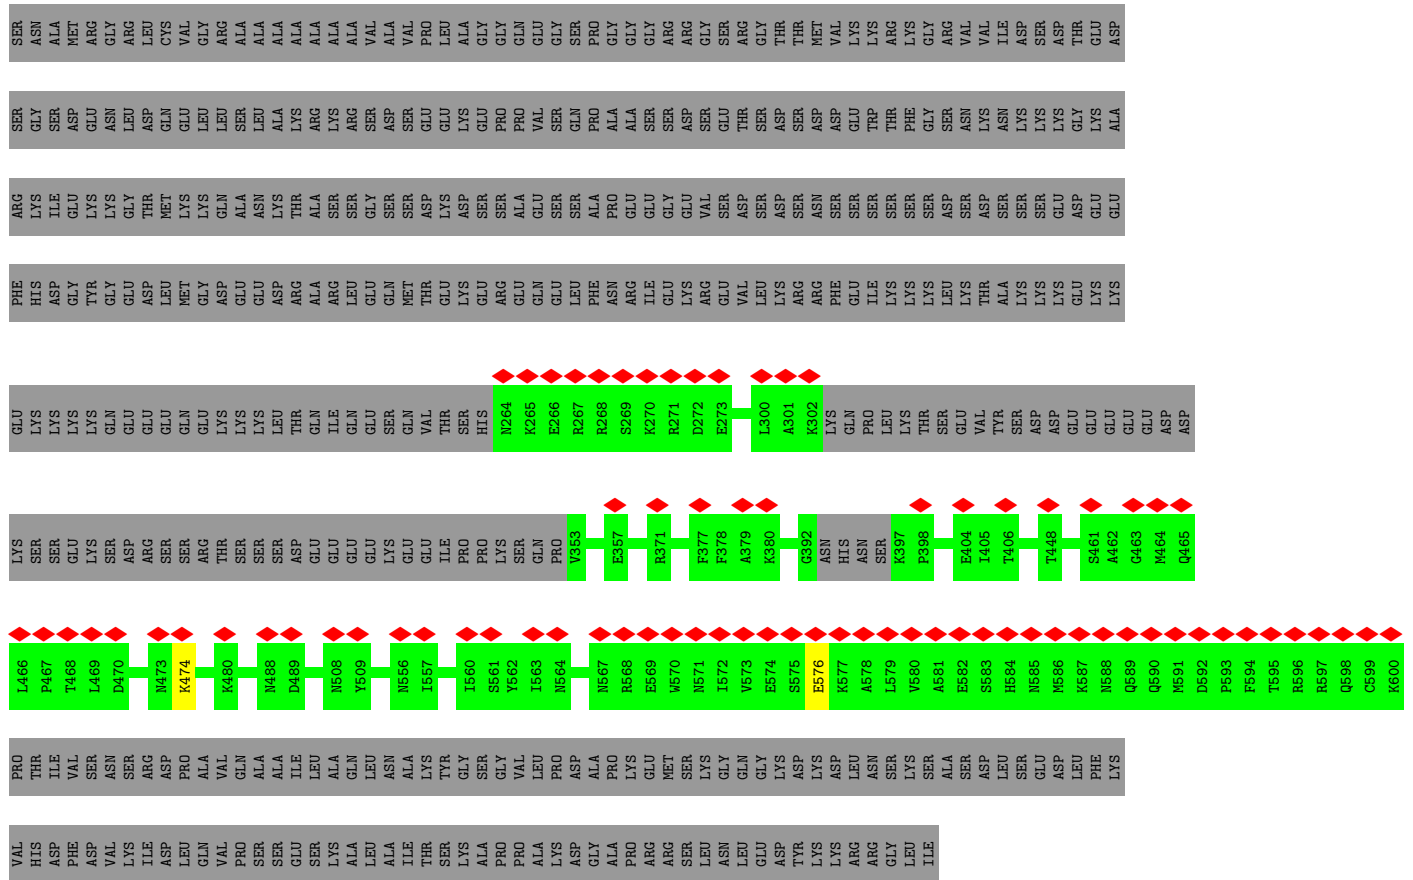 SER ASN ALA MET ARG GLY ARG LEU CYS VAL GLY ARG ALA ALA ALA ALA ALA ALA VAL ALA VAL PRO LEU ALA GLY GLY GLN GLU GLY SER PRO GLY GLY GLY ARG ARG GLY SER ARG GLY THR THR MET VAL LYS LYS ARG LYS GLY ARG VAL VAL ILE ASP SER ASP THR GLU ASP
SER GLY SER ASP GLU ASN LEU ASP GLN GLU LEU LEU SER LEU ALA LYS ARG LYS ARG SER ASP SER GLU GLU LYS GLU PRO PRO VAL SER GLN PRO ALA ALA SER SER ASP SER GLU THR SER ASP SER ASP ASP GLU TRP THR PHE GLY SER ASN LYS ASN LYS LYS LYS GLY LYS ALA
ARG LYS ILE GLU LYS LYS GLY THR MET LYS LYS GLN ALA ASN LYS THR ALA SER SER GLY SER SER ASP LYS ASP SER SER ALA GLU SER SER ALA PRO GLU GLU GLY GLU VAL SER ASP SER ASP SER ASN SER SER SER SER SER SER ASP SER ASP SER SER SER GLU ASP GLU GLU
PHE HIS ASP GLY TYR GLY GLU ASP LEU MET GLY ASP GLU GLU ASP ARG ALA ARG LEU GLU GLN MET THR GLU LYS GLU ARG GLU GLN GLU LEU PHE ASN ARG ILE GLU LYS ARG GLU VAL LEU LYS ARG ARG PHE GLU ILE LYS LYS LYS LEU LYS THR ALA LYS LYS LYS GLU LYS LYS
GLU LYS LYS LYS LYS GLN GLU GLU GLU GLN GLU LYS LYS LYS LEU THR GLN ILE GLN GLU SER GLN VAL THR SER HIS N264 K265 E266 R267 R268 S269 K270 R271 D272 E273 L300 A301 K302 LYS GLN PRO LEU LYS THR SER GLU VAL TYR SER ASP ASP GLU GLU GLU GLU GLU ASP ASP
LYS SER SER GLU LYS SER ASP ARG SER SER ARG THR SER SER SER ASP GLU GLU GLU GLU LYS GLU GLU ILE PRO PRO LYS SER GLN PRO V353 E357 R371 F377 F378 A379 K380 G392 ASN HIS ASN SER K397 P398 E404 I405 T406 T448 S461 A462 G463 M464 Q465
L466 P467 T468 L469 D470 N473 K474 K480 N488 D489 N508 Y509 N556 I557 I560 S561 Y562 I563 N564 N567 R568 E569 W570 N571 I572 V573 E574 S575 E576 K577 A578 L579 V580 A581 E582 S583 H584 N585 M586 K587 N588 Q589 Q590 M591 D592 P593 F594 T595 R596 R597 Q598 C599 K600
PRO THR ILE VAL SER ASN SER ARG ASP PRO ALA VAL GLN ALA ALA ILE LEU ALA GLN LEU ASN ALA LYS TYR GLY SER GLY VAL LEU PRO ASP ALA PRO LYS GLU MET SER LYS GLY GLN GLY LYS ASP LYS ASP LEU ASN SER LYS SER ALA SER ASP LEU SER GLU ASP LEU PHE LYS
VAL HIS ASP PHE ASP VAL LYS ILE ASP LEU GLN VAL PRO SER SER GLU SER LYS ALA LEU ALA ILE THR SER LYS ALA PRO PRO ALA LYS ASP GLY ALA PRO ARG ARG SER LEU ASN LEU GLU ASP TYR LYS LYS ARG ARG GLY LEU ILE